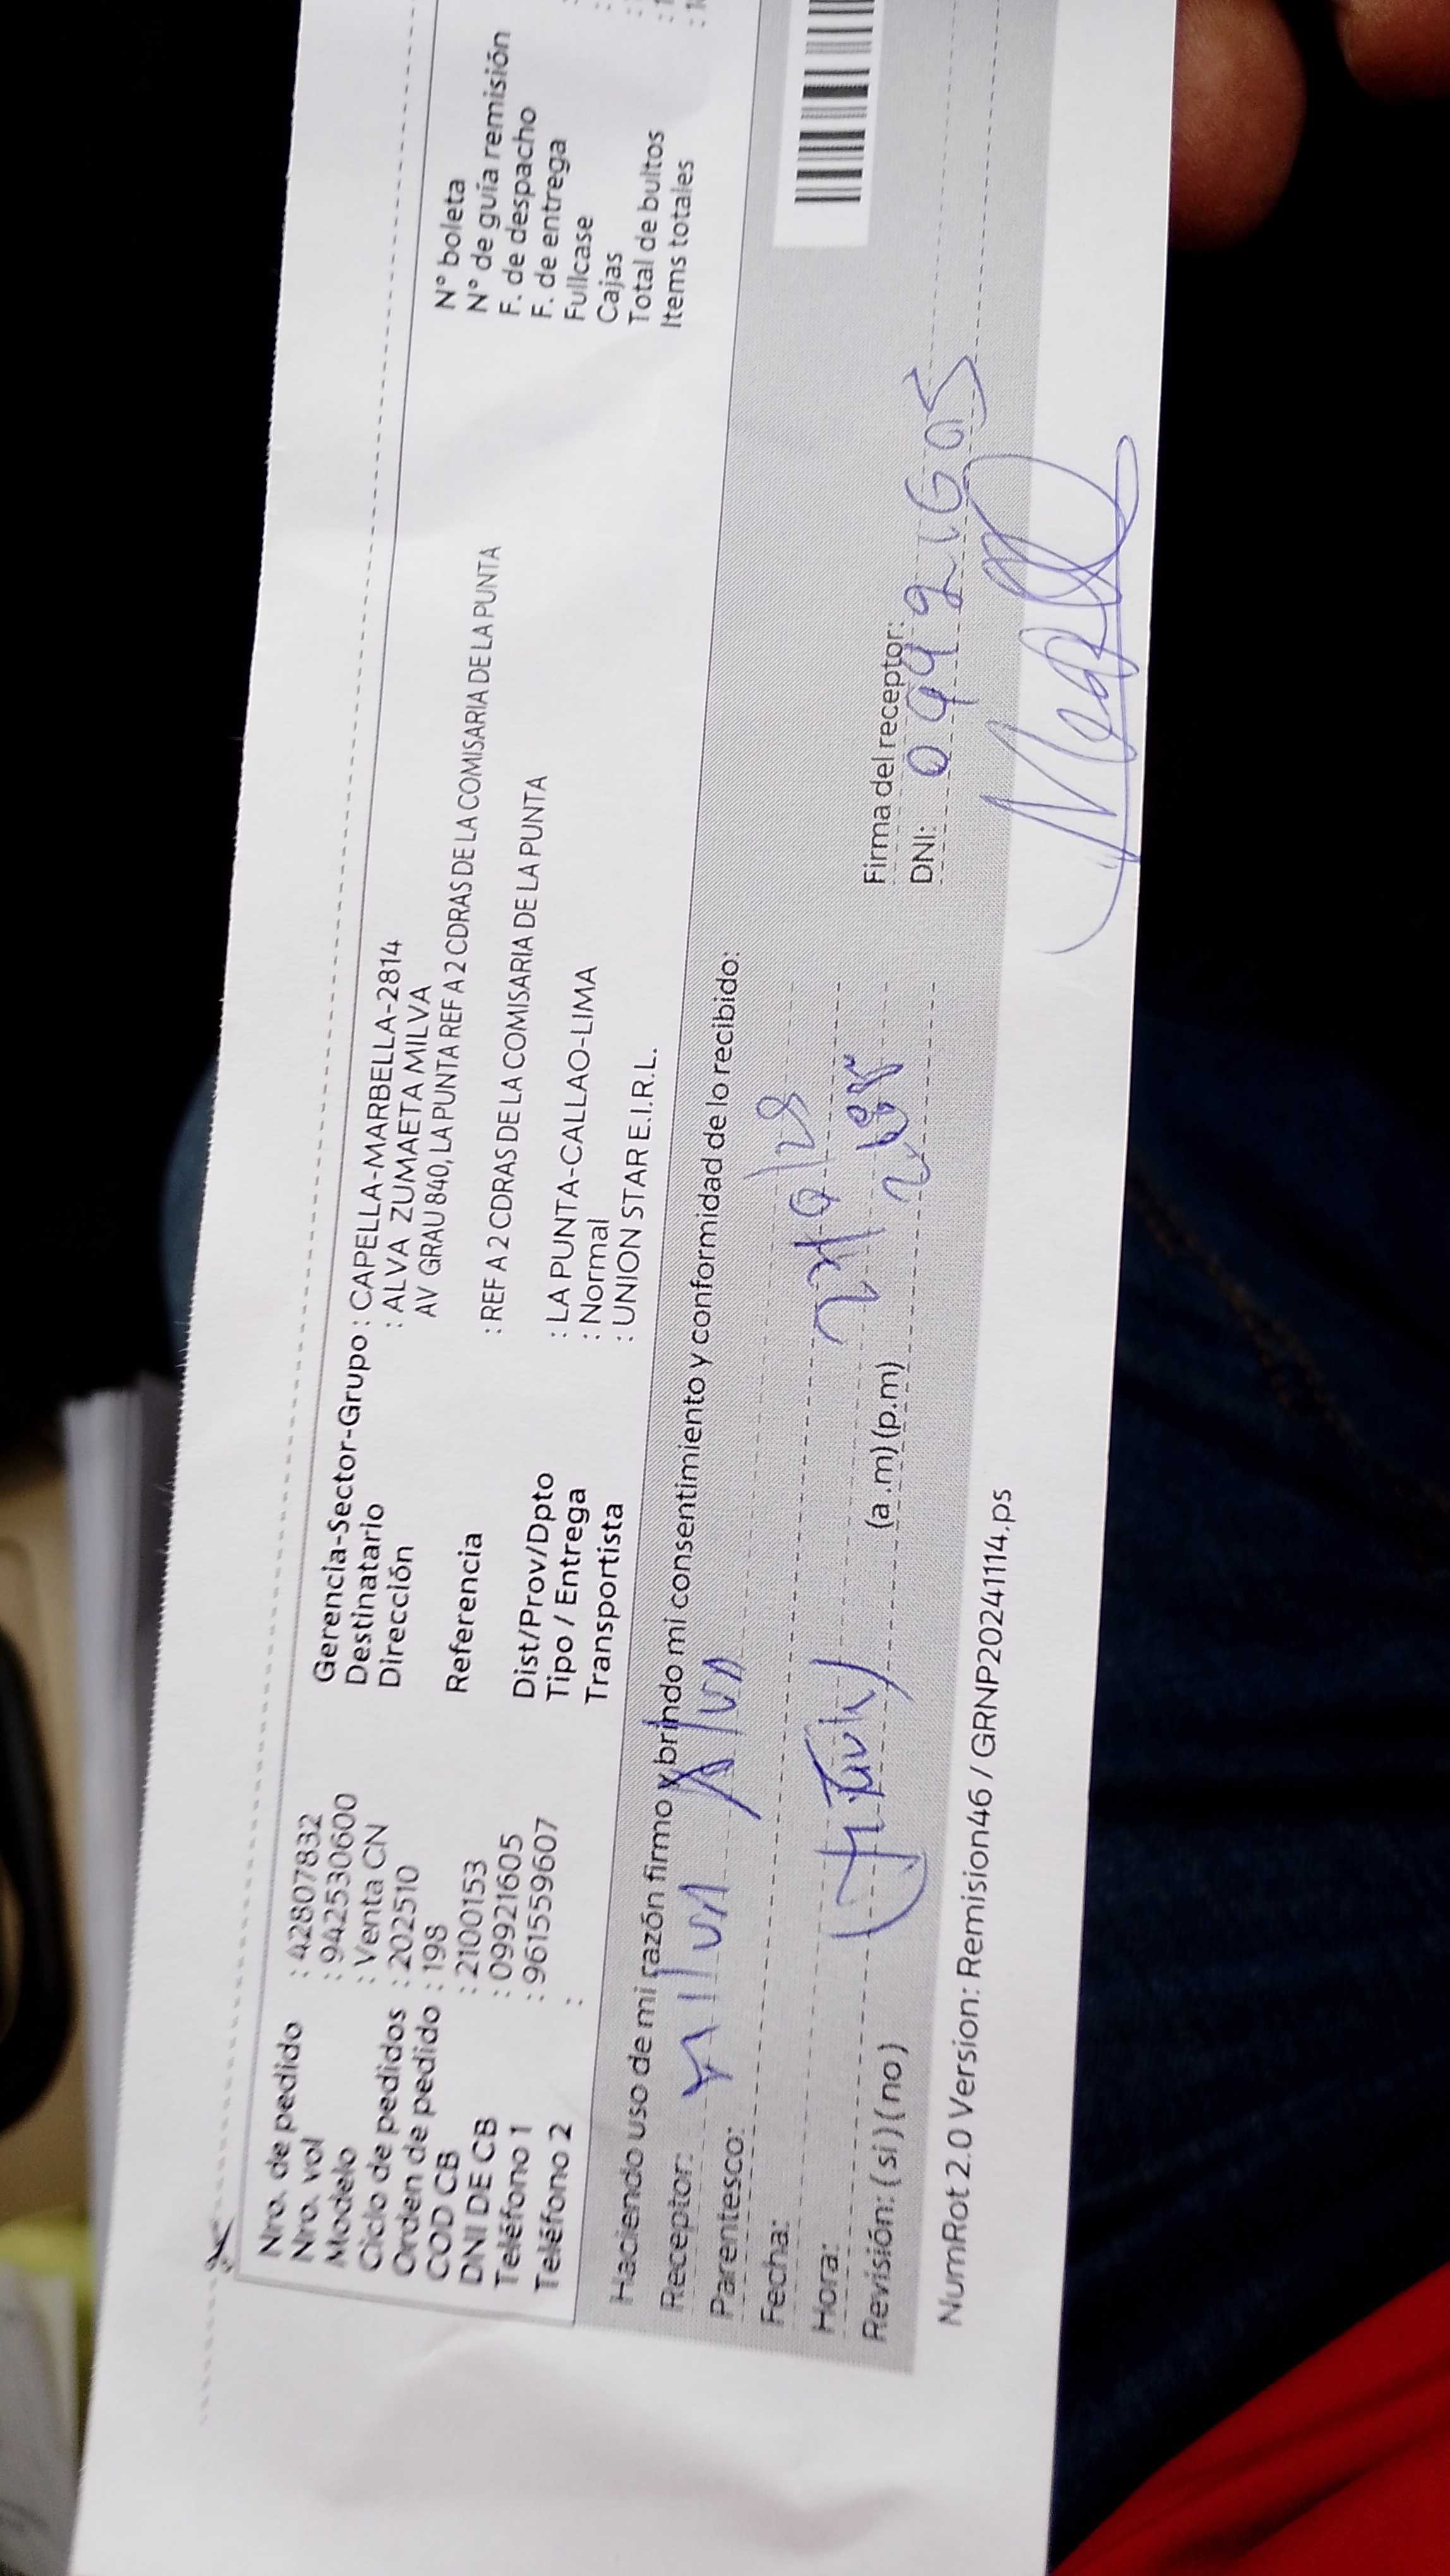 Nro. de pedido : 42807832
Nro. vol : 942530600
Modelo : Venta CN
Ciclo de pedidos : 202510
Orden de pedido : 198
COD CB : 2100153
DNI DE CB : 09921605
Teléfono 1 : 961559607
Teléfono 2 :
Gerencia-Sector-Grupo : CAPELLA-MARBELLA-2814
Destinatario : ALVA ZUMAETA MILVA
Dirección AV GRAU 840, LA PUNTA REF A 2 CDRAS DE LA COMISARIA DE LA PUNTA
Referencia : REF A 2 CDRAS DE LA COMISARIA DE LA PUNTA
Dist/Prov/Dpto : LA PUNTA-CALLAO-LIMA
Tipo / Entrega : Normal
Transportista : UNION STAR E.I.R.L.
N° boleta
N° de guía remisión
F. de despacho
F. de entrega
Fullcase
Cajas
Total de bultos
Items totales
Haciendo uso de mi razón firmo y brindo mi consentimiento y conformidad de lo recibido:
Receptor: Milva Alva
Parentesco:
Fecha:
Hora: (a .m) (p.m)
Revisión: ( si ) ( no )
Firma del receptor:
DNI: 09921605
NumRot 2.0 Version: Remision46 / GRNP20241114.ps